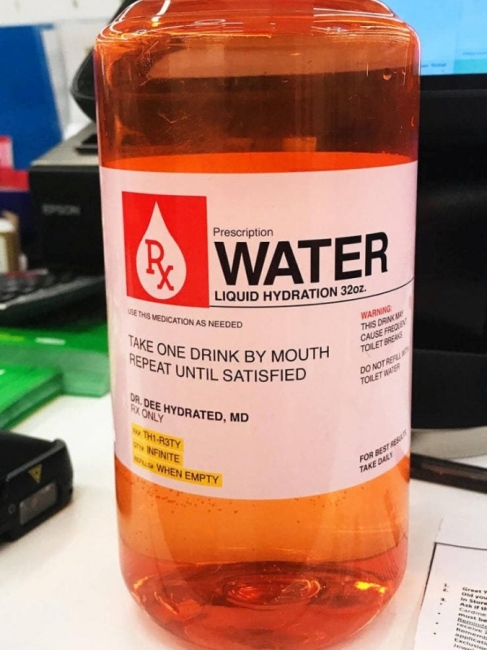 EPSON
Rx
Prescription
WATER
LIQUID HYDRATION 32oz.
USE THIS MEDICATION AS NEEDED
TAKE ONE DRINK BY MOUTH
REPEAT UNTIL SATISFIED
DR. DEE HYDRATED, MD
RX ONLY
TH1-R3TY
INFINITE
WHEN EMPTY
WARNING:
THIS DRINK MAY
CAUSE FREQUENT
TOILET BREAKS
DO NOT REFILL WITH
TOILET WATER
FOR BEST RESULTS,
TAKE DAILY